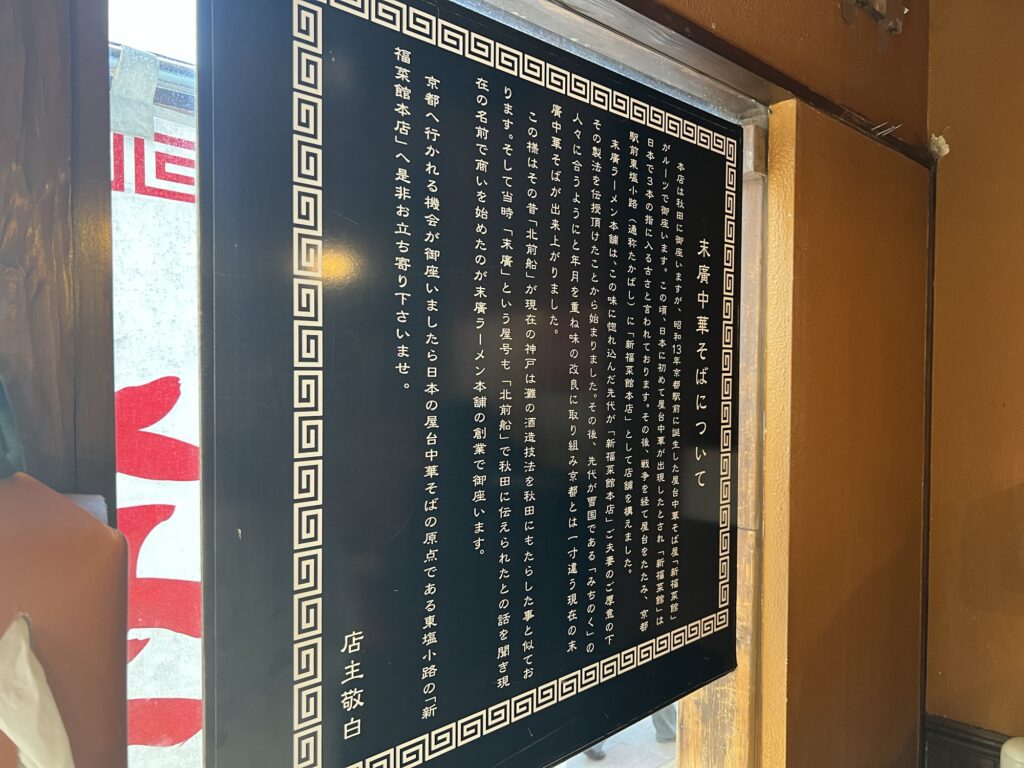 末廣中華そばについて
本店は秋田に御座いますが、昭和13年京都駅前に誕生した屋台中華そば屋「新福菜館」
がルーツで御座います。この頃、日本に初めて屋台中華が出現したとされ「新福菜館」は
日本で3本の指に入る古さと言われております。その後、戦争を経て屋台をたたみ、京都
駅前東塩小路（通称たかばし）に「新福菜館本店」として店舗を構えました。
末廣ラーメン本舗は、この味に惚れ込んだ先代が「新福菜館本店」ご夫妻のご厚意の下
その製法を伝授頂けたことから始まりました。その後、先代が故国である「みちのく」の
人々に合うようにと年月を重ね味の改良に取り組み京都とは一寸違う現在の末
廣中華そばが出来上がりました。
この様はその昔「北前船」が現在の神戸は灘の酒造技法を秋田にもたらした事と似てお
ります。そして当時「末廣」という屋号も「北前船」で秋田に伝えられたとの話を聞き現
在の名前で商いを始めたのが末廣ラーメン本舗の創業で御座います。
京都へ行かれる機会が御座いましたら日本の屋台中華そばの原点である東塩小路の「新
福菜館本店」へ是非お立ち寄り下さいませ。
店主敬白